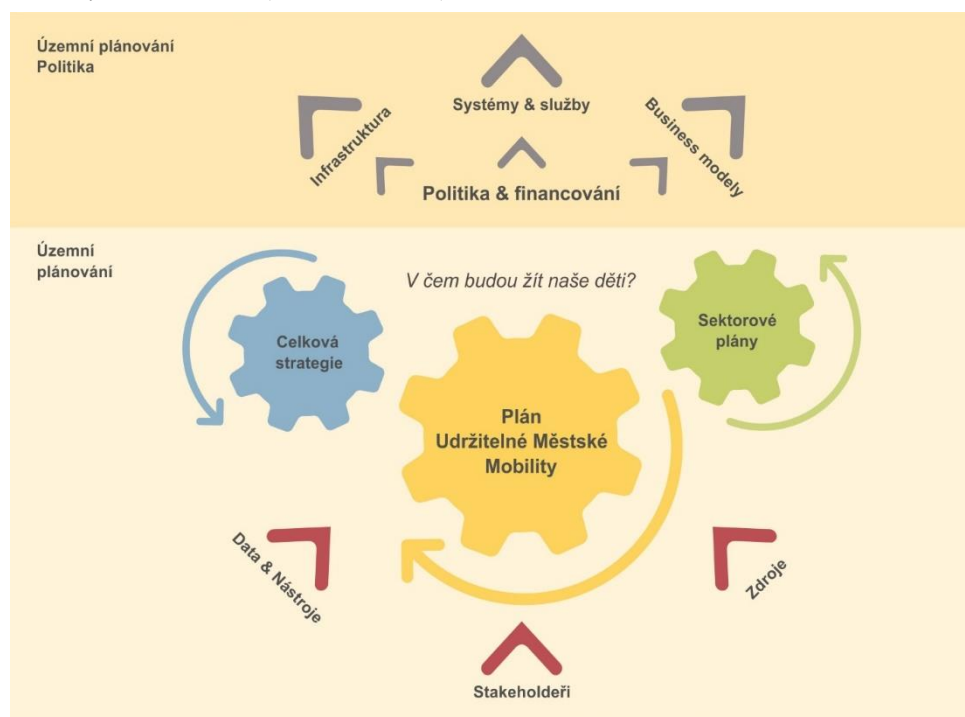 Územní plánování
Politika
Systémy & služby
Infrastruktura
Business modely
Politika & financování
Územní
plánování
V čem budou žít naše děti?
Celková
strategie
Sektorové
plány
Plán
Udržitelné Městské
Mobility
Data & Nástroje
Zdroje
Stakeholdeři